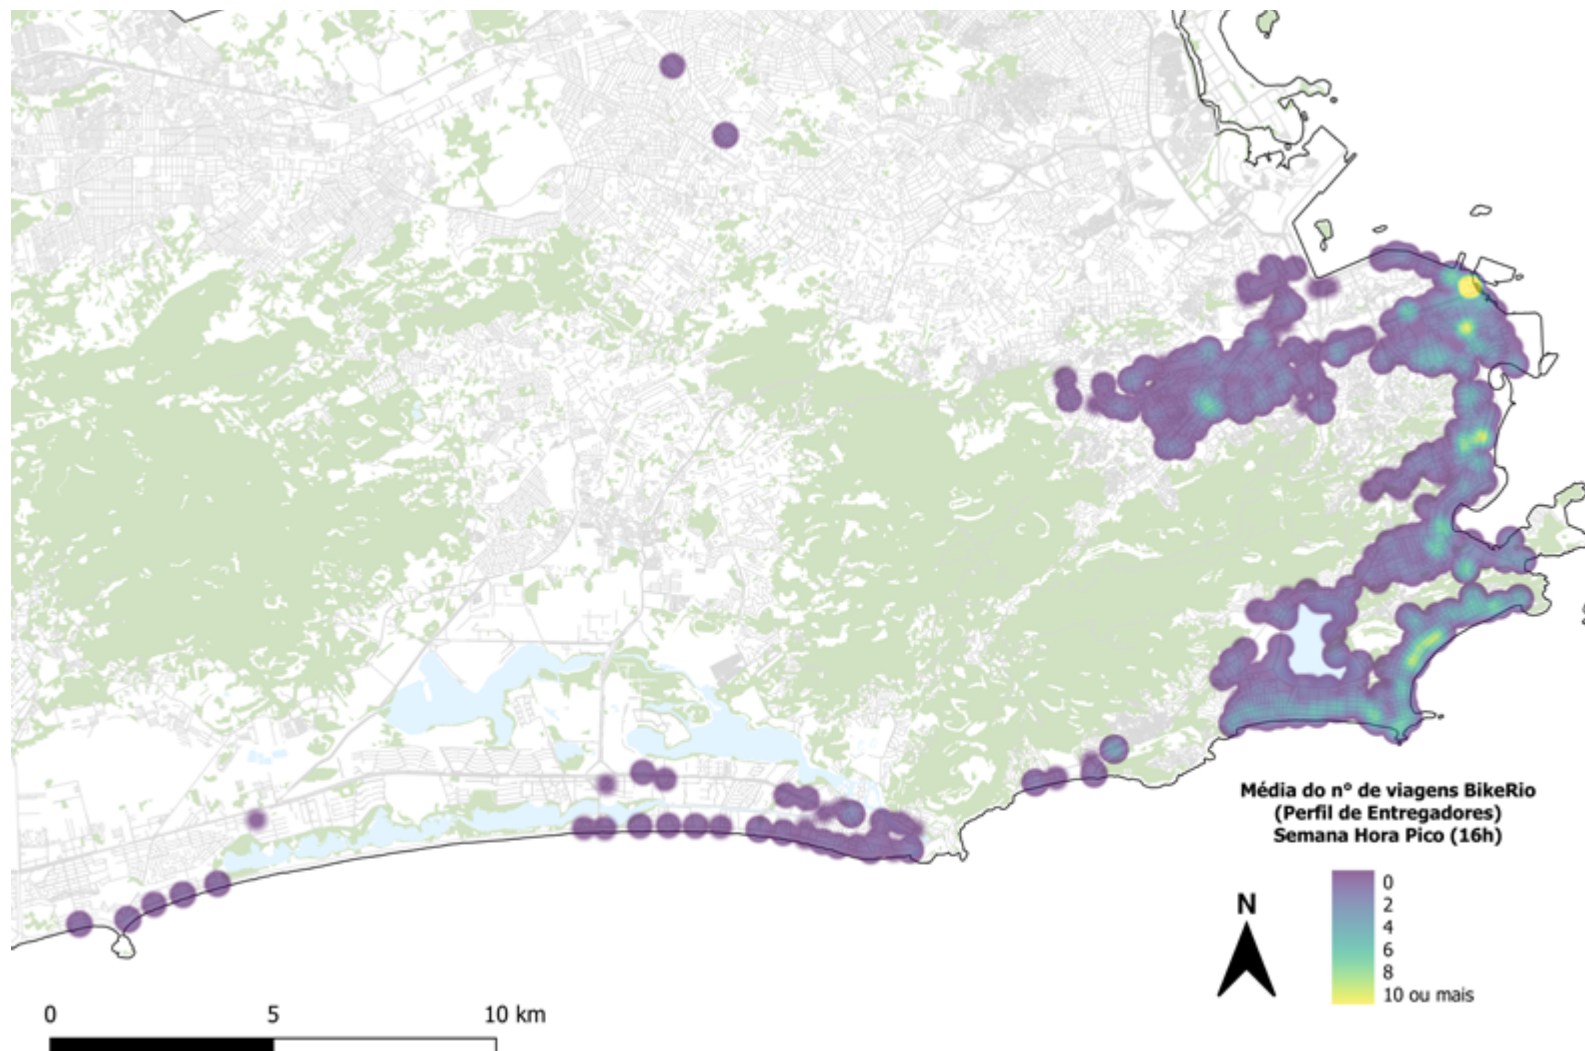 Média do n° de viagens BikeRio
(Perfil de Entregadores)
Semana Hora Pico (16h)
0
2
4
6
8
10 ou mais
N
0 5 10 km